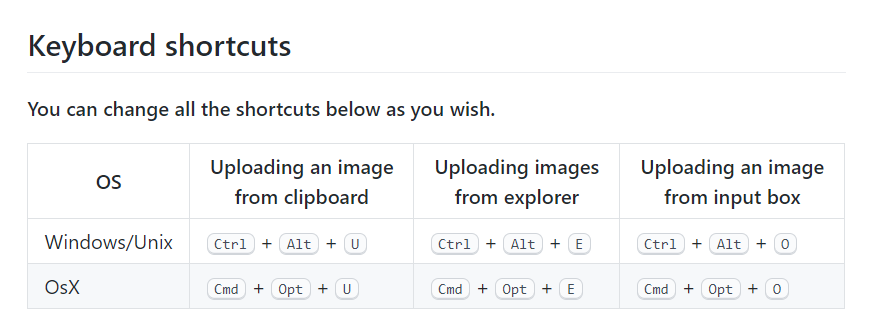 Keyboard shortcuts
You can change all the shortcuts below as you wish.
OS
Uploading an image
from clipboard
Uploading images
from explorer
Uploading an image
from input box
Windows/Unix
Ctrl + Alt + U
Ctrl + Alt + E
Ctrl + Alt + O
OsX
Cmd + Opt + U
Cmd + Opt + E
Cmd + Opt + O